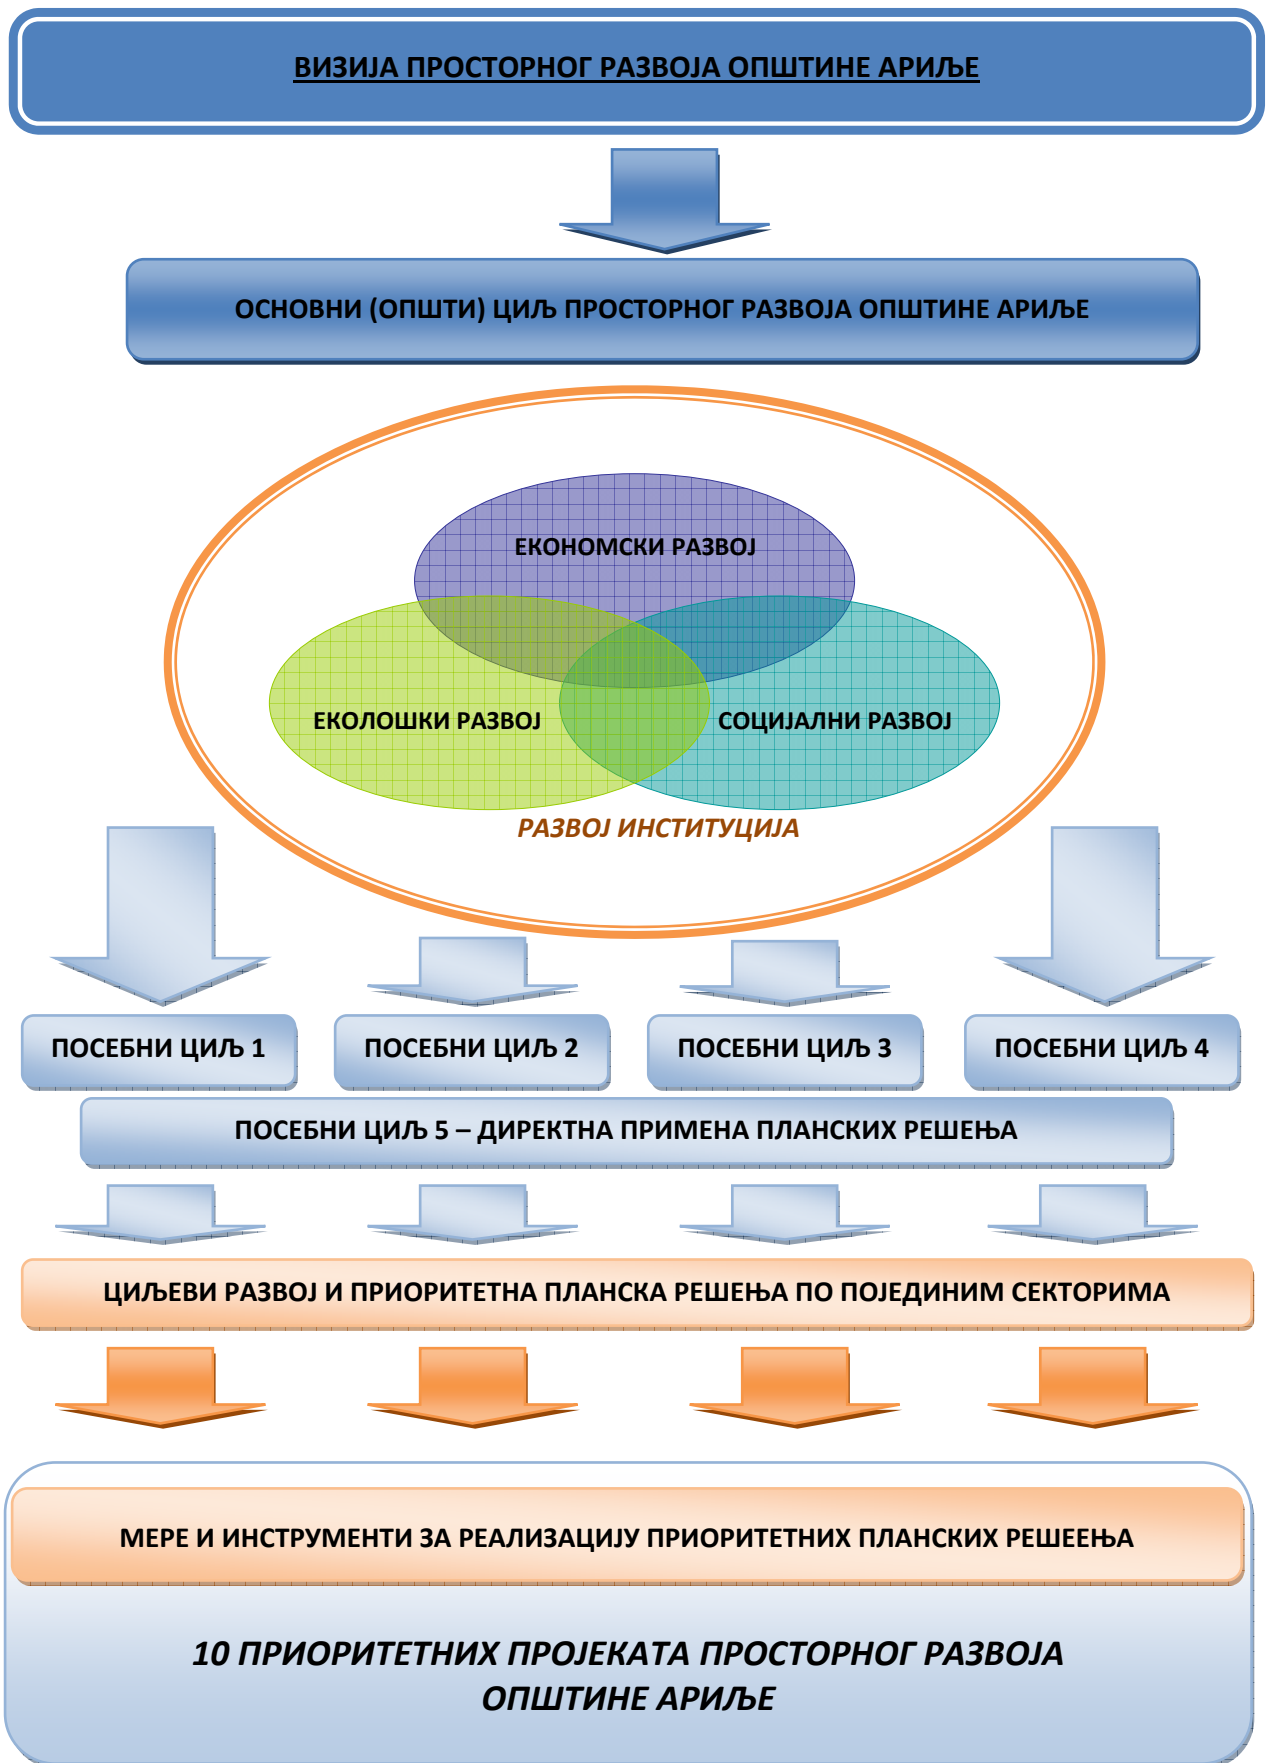 ВИЗИЈА ПРОСТОРНОГ РАЗВОЈА ОПШТИНЕ АРИЉЕ
ОСНОВНИ (ОПШТИ) ЦИЉ ПРОСТОРНОГ РАЗВОЈА ОПШТИНЕ АРИЉЕ
ЕКОНОМСКИ РАЗВОЈ
ЕКОЛОШКИ РАЗВОЈ
СОЦИЈАЛНИ РАЗВОЈ
РАЗВОЈ ИНСТИТУЦИЈА
ПОСЕБНИ ЦИЉ 1
ПОСЕБНИ ЦИЉ 2
ПОСЕБНИ ЦИЉ 3
ПОСЕБНИ ЦИЉ 4
ПОСЕБНИ ЦИЉ 5 – ДИРЕКТНА ПРИМЕНА ПЛАНСКИХ РЕШЕЊА
ЦИЉЕВИ РАЗВОЈ И ПРИОРИТЕТНА ПЛАНСКА РЕШЕЊА ПО ПОЈЕДИНИМ СЕКТОРИМА
МЕРЕ И ИНСТРУМЕНТИ ЗА РЕАЛИЗАЦИЈУ ПРИОРИТЕТНИХ ПЛАНСКИХ РЕШЕЕЊА
10 ПРИОРИТЕТНИХ ПРОЈЕКАТА ПРОСТОРНОГ РАЗВОЈА
ОПШТИНЕ АРИЉЕ